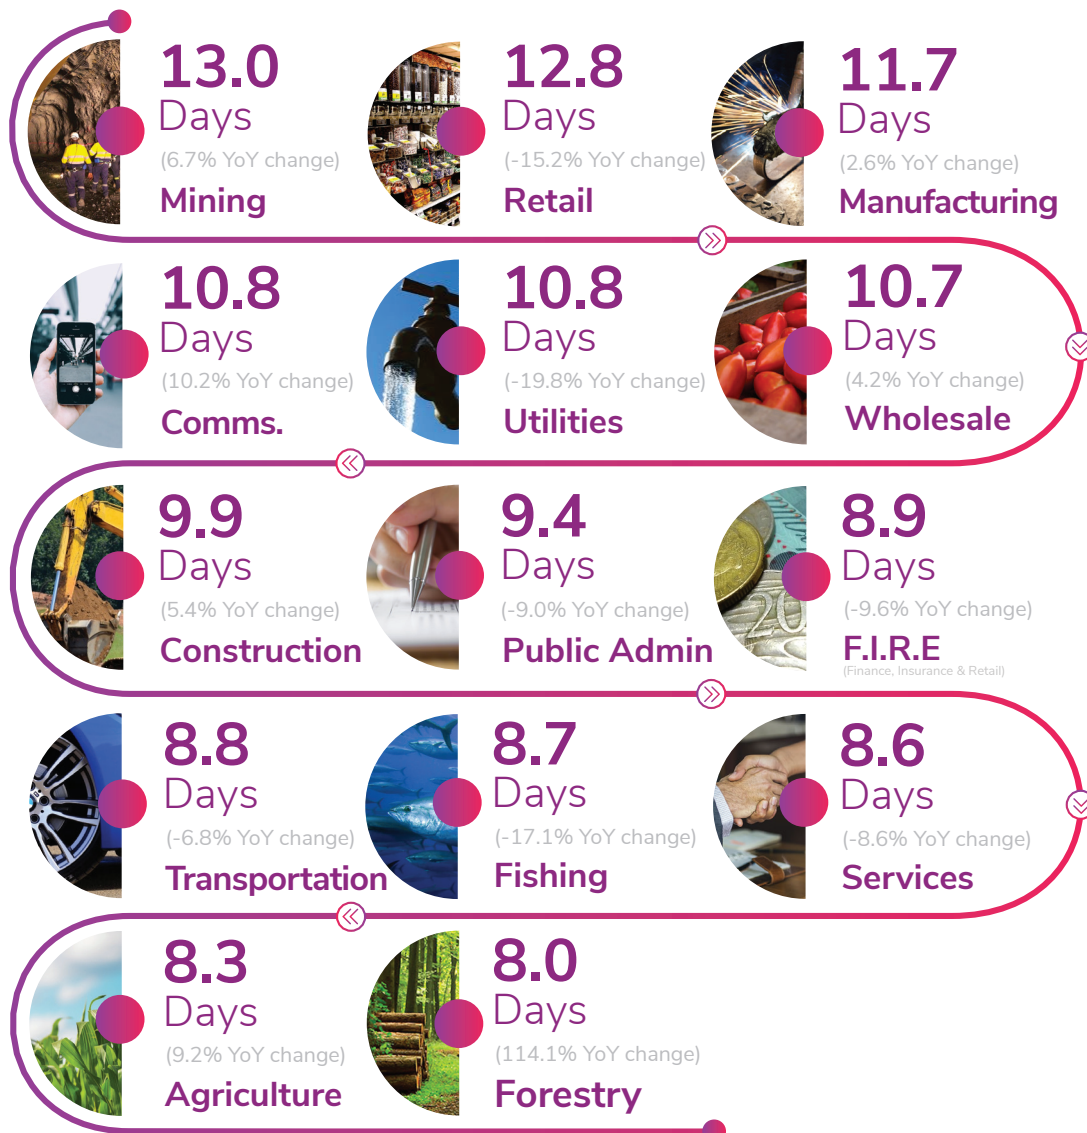 13.0
Days
(6.7% YoY change)
Mining
12.8
Days
(-15.2% YoY change)
Retail
11.7
Days
(2.6% YoY change)
Manufacturing
10.8
Days
(10.2% YoY change)
Comms.
10.8
Days
(-19.8% YoY change)
Utilities
10.7
Days
(4.2% YoY change)
Wholesale
9.9
Days
(5.4% YoY change)
Construction
9.4
Days
(-9.0% YoY change)
Public Admin
8.9
Days
(-9.6% YoY change)
F.I.R.E
(Finance, Insurance & Retail)
20
8.8
Days
(-6.8% YoY change)
Transportation
8.7
Days
(-17.1% YoY change)
Fishing
8.6
Days
(-8.6% YoY change)
Services
8.3
Days
(9.2% YoY change)
Agriculture
8.0
Days
(114.1% YoY change)
Forestry